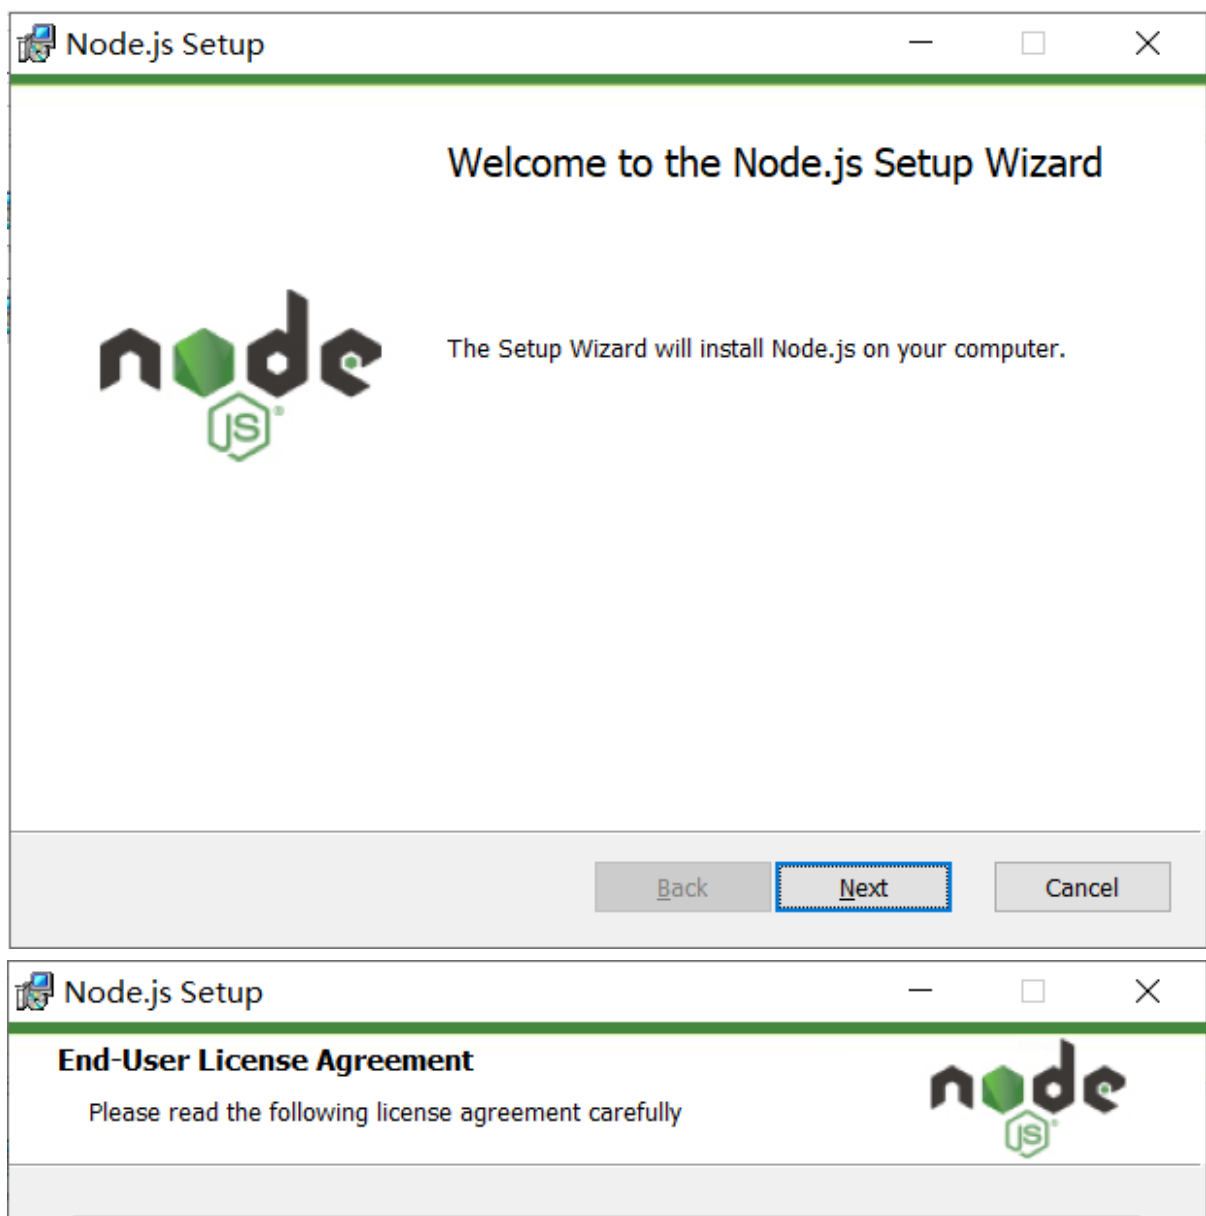 Node.js Setup
Welcome to the Node.js Setup Wizard
node
JS®
The Setup Wizard will install Node.js on your computer.
Back
Next
Cancel
Node.js Setup
End-User License Agreement
Please read the following license agreement carefully
node
JS®